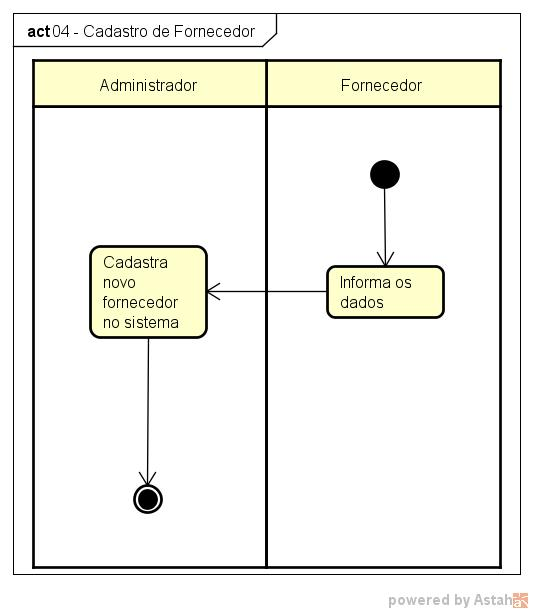 act 04 - Cadastro de Fornecedor
Administrador
Fornecedor
Cadastra
novo
fornecedor
no sistema
Informa os
dados
powered by Astah